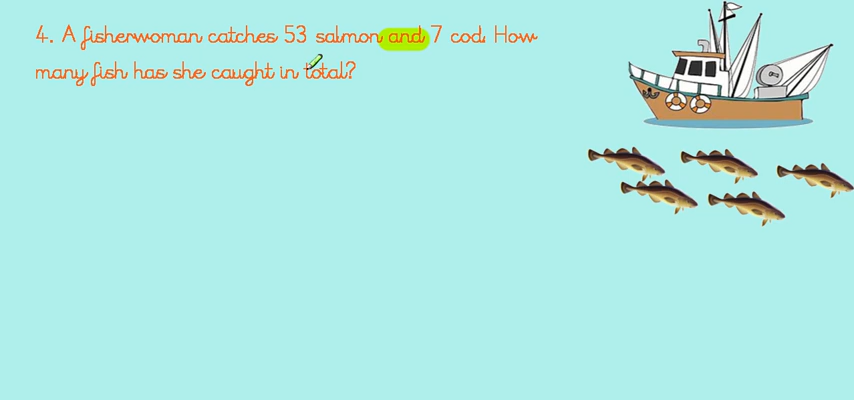 4. A fisherwoman catches 53 salmon and 7 cod. How
many fish has she caught in total?